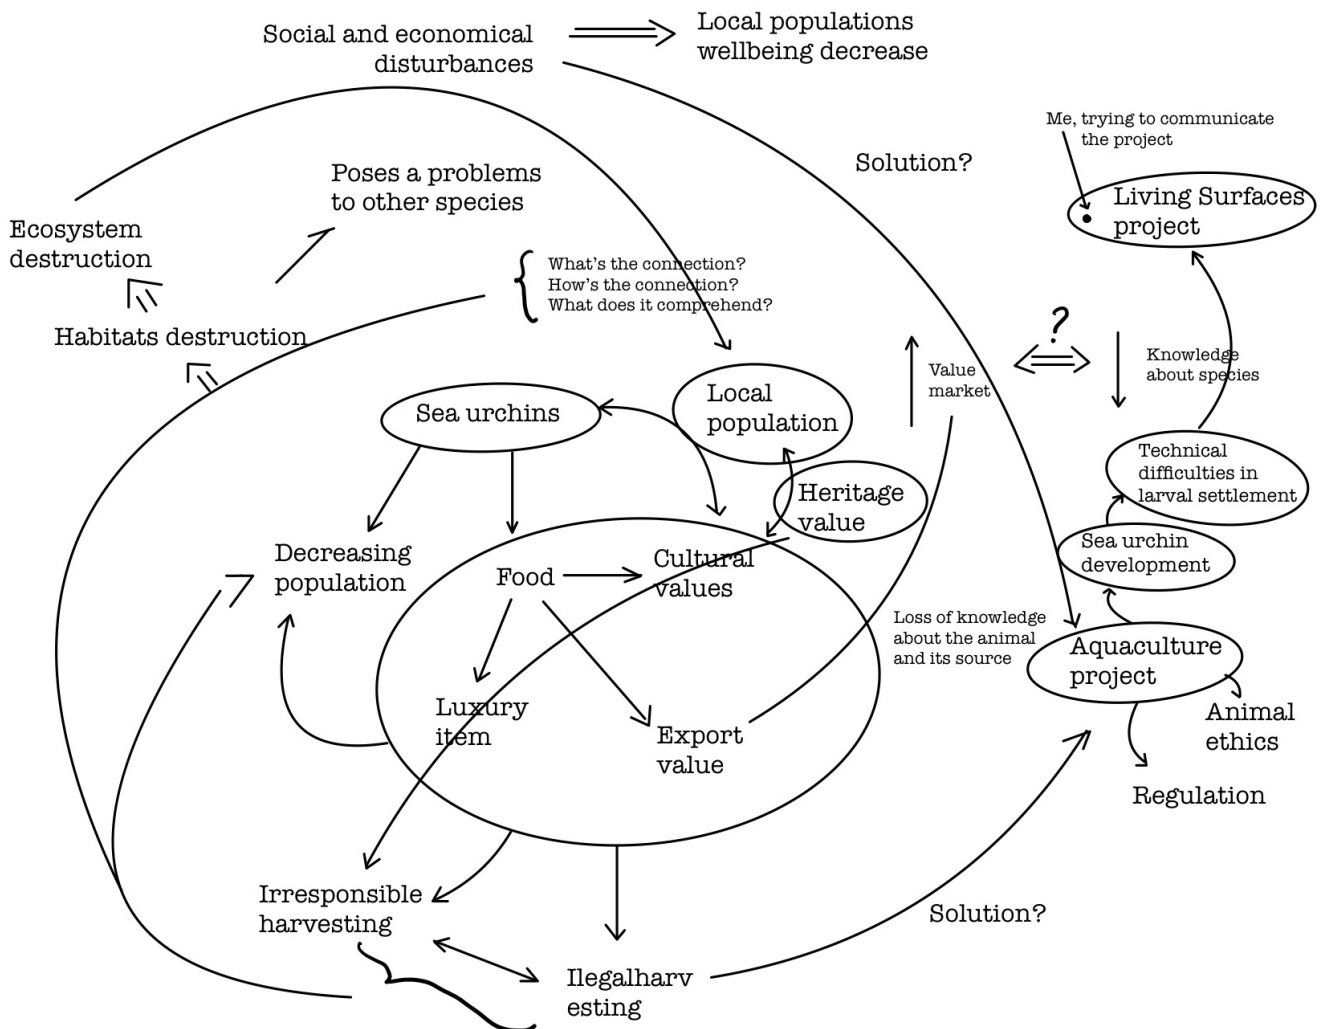 Social and economical
disturbances
Local populations
wellbeing decrease
Me, trying to communicate
the project
Solution?
Poses a problems
to other species
Living Surfaces
project
Ecosystem
destruction
What's the connection?
How's the connection?
What does it comprehend?
Habitats destruction
?
Knowledge
about species
Value
market
Sea urchins
Local
population
Technical
difficulties in
larval settlement
Heritage
value
Sea urchin
development
Decreasing
population
Food
Cultural
values
Loss of knowledge
about the animal
and its source
Aquaculture
project
Luxury
item
Export
value
Animal
ethics
Regulation
Irresponsible
harvesting
Solution?
Ilegalharv
esting